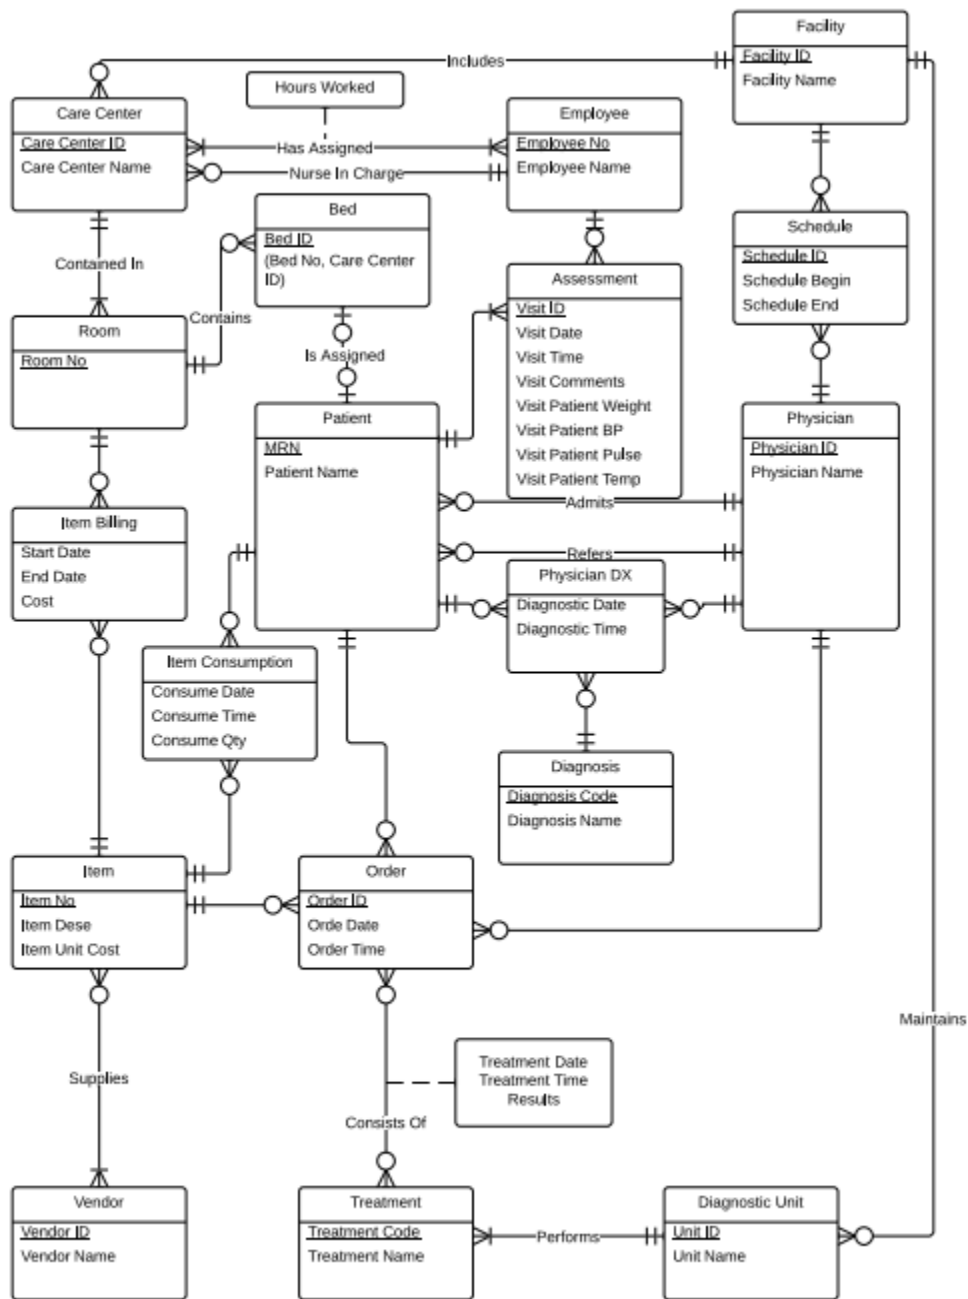 Facility
Facility ID
Facility Name
Includes
Hours Worked
Care Center
Care Center ID
Care Center Name
Has Assigned
Nurse In Charge
Employee
Employee No
Employee Name
Bed
Bed ID
(Bed No, Care Center
ID)
Schedule
Schedule ID
Schedule Begin
Schedule End
Contained In
Assessment
Visit ID
Visit Date
Visit Time
Visit Comments
Visit Patient Weight
Visit Patient BP
Visit Patient Pulse
Visit Patient Temp
Room
Room No
Contains
Is Assigned
Patient
MRN
Patient Name
Physician
Physician ID
Physician Name
Admits
Refers
Item Billing
Start Date
End Date
Cost
Physician DX
Diagnostic Date
Diagnostic Time
Item Consumption
Consume Date
Consume Time
Consume Qty
Diagnosis
Diagnosis Code
Diagnosis Name
Item
Item No
Item Dese
Item Unit Cost
Order
Order ID
Orde Date
Order Time
Maintains
Supplies
Treatment Date
Treatment Time
Results
Consists Of
Vendor
Vendor ID
Vendor Name
Treatment
Treatment Code
Treatment Name
Performs
Diagnostic Unit
Unit ID
Unit Name